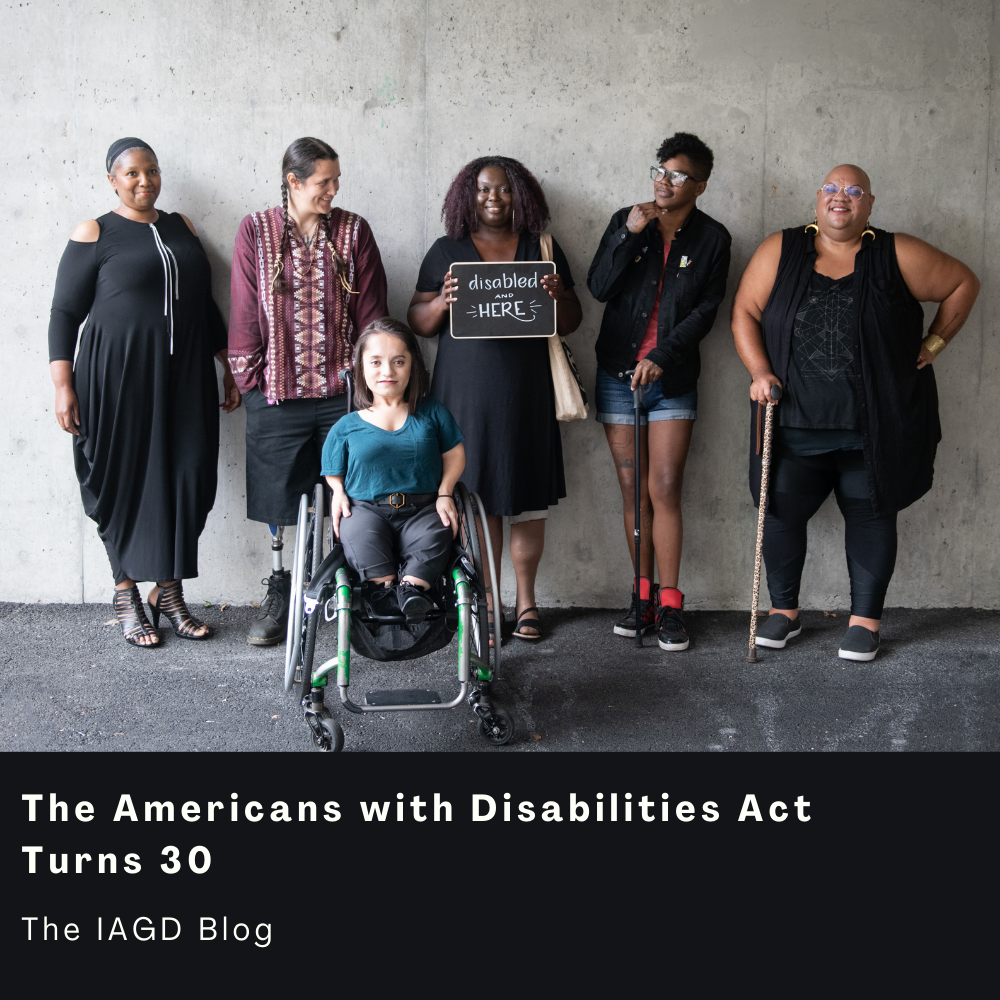 disabled
AND
HERE
The Americans with Disabilities Act
Turns 30
The IAGD Blog